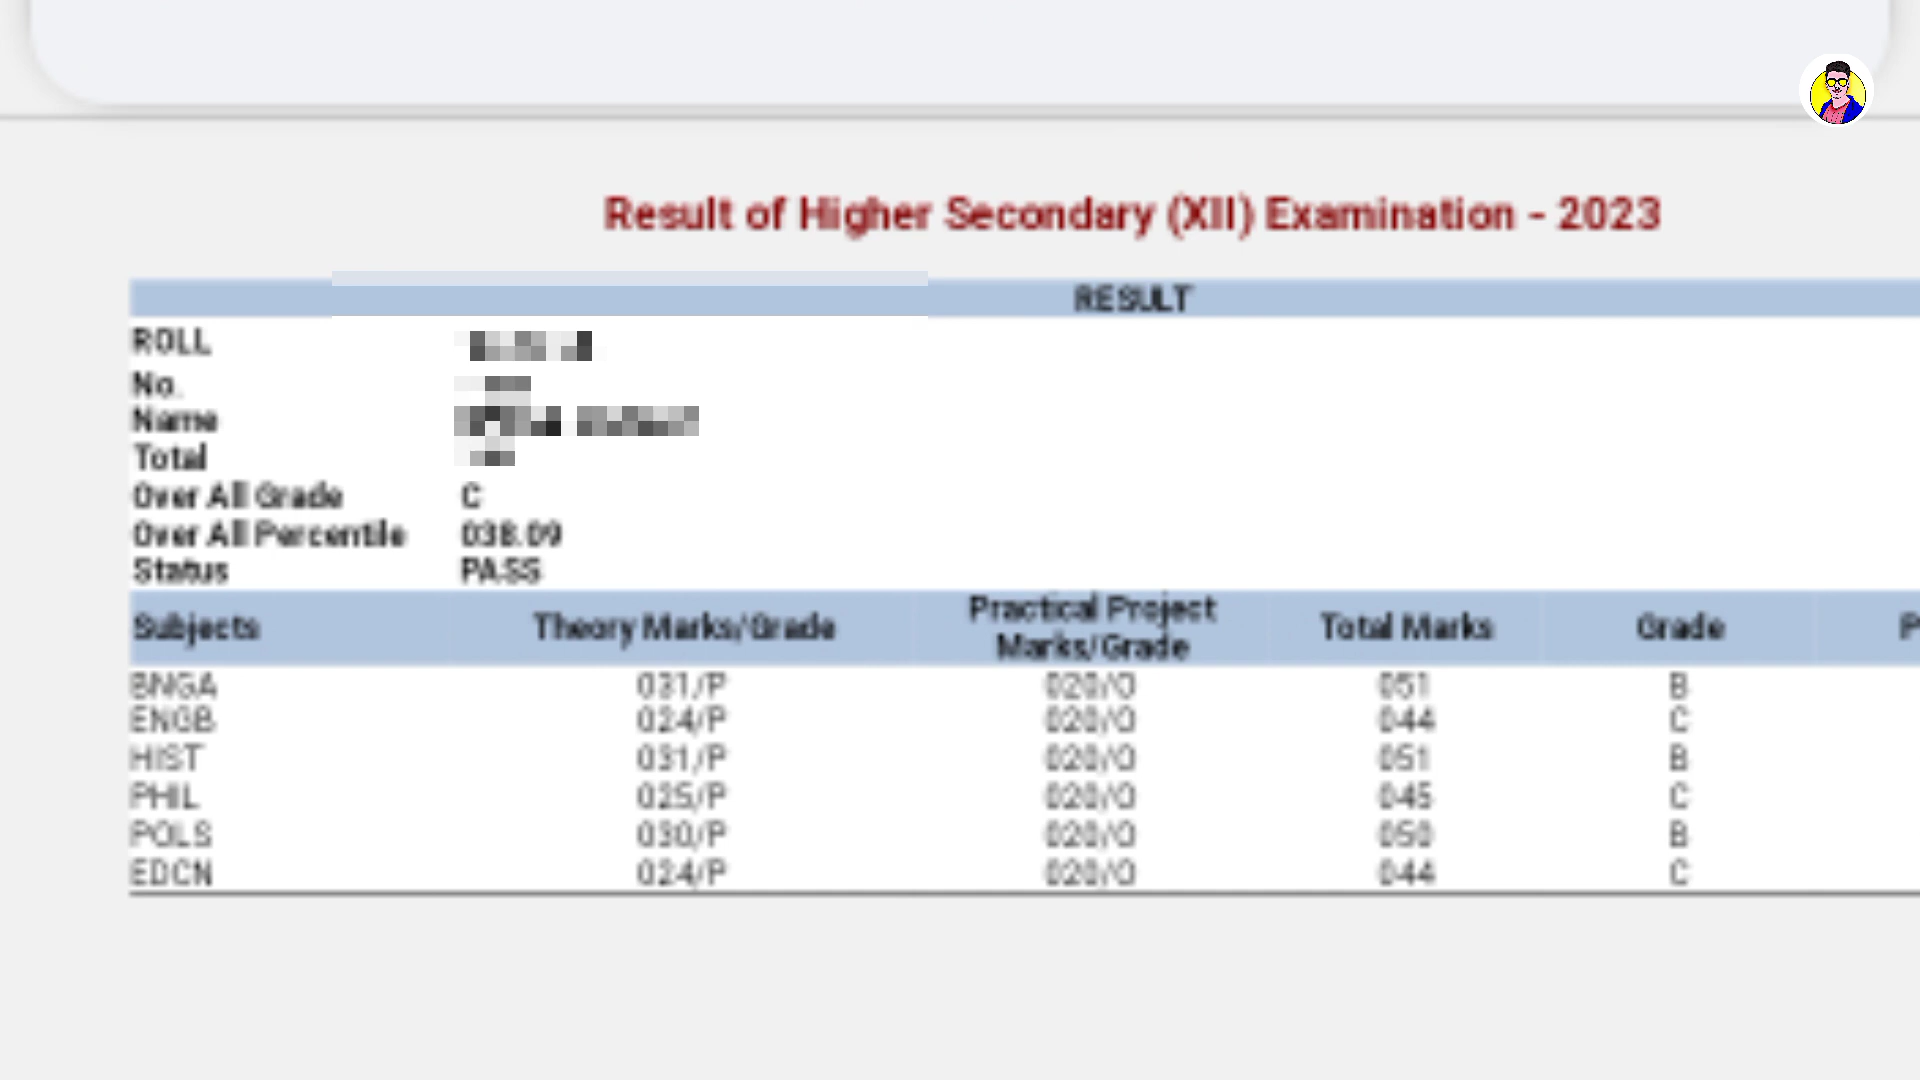 Result of Higher Secondary (XII) Examination - 2023
RESULT
ROLL
No.
Name
Total
Over All Grade C
Over All Percentile 038.09
Status PASS
Subjects Theory Marks/Grade Practical Project Marks/Grade Total Marks Grade
BNGA 031/P 020/O 051 B
ENGB 024/P 020/O 044 C
HIST 031/P 020/O 051 B
PHIL 025/P 020/O 045 C
POLS 030/P 020/O 050 B
EDCN 024/P 020/O 044 C